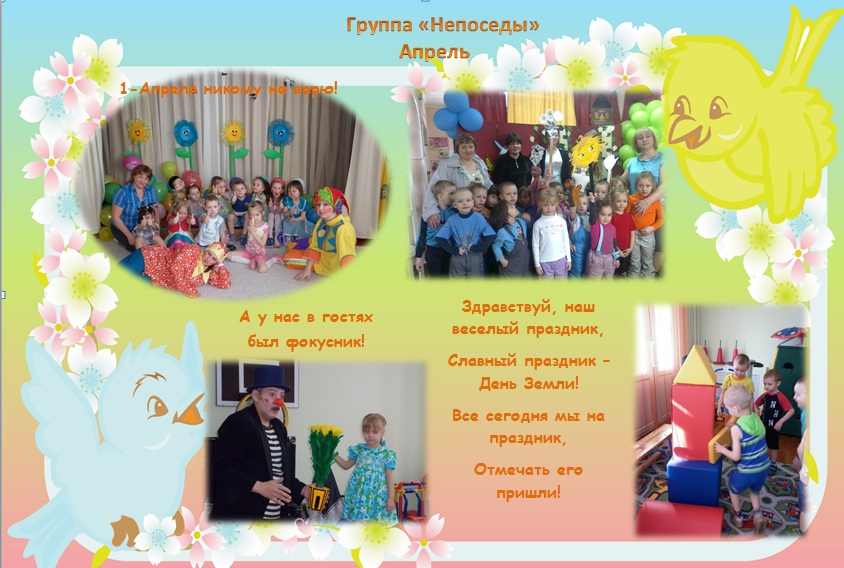 Группа «Непоседы»
Апрель
1-Апреля никому не верю!
А у нас в гостях
был фокусник!
Здравствуй, наш
веселый праздник,
Славный праздник –
День Земли!
Все сегодня мы на
праздник,
Отмечать его
пришли!